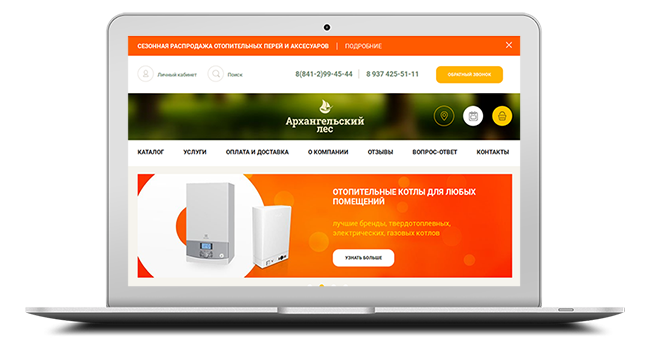 СЕЗОННАЯ РАСПРОДАЖА ОТОПИТЕЛЬНЫХ ПЕРЕЙ И АКСЕСУАРОВ | ПОДРОБНИЕ
Личный кабинет Поиск 8(841-2)99-45-44 | 8 937 425-51-11 ОБРАТНЫЙ ЗВОНОК
Архангельский
лес
КАТАЛОГ УСЛУГИ ОПЛАТА И ДОСТАВКА О КОМПАНИИ ОТЗЫВЫ ВОПРОС-ОТВЕТ КОНТАКТЫ
ОТОПИТЕЛЬНЫЕ КОТЛЫ ДЛЯ ЛЮБЫХ
ПОМЕЩЕНИЙ
лучшие бренды, твердотопленых,
электрических, газовых котлов
УЗНАТЬ БОЛЬШЕ